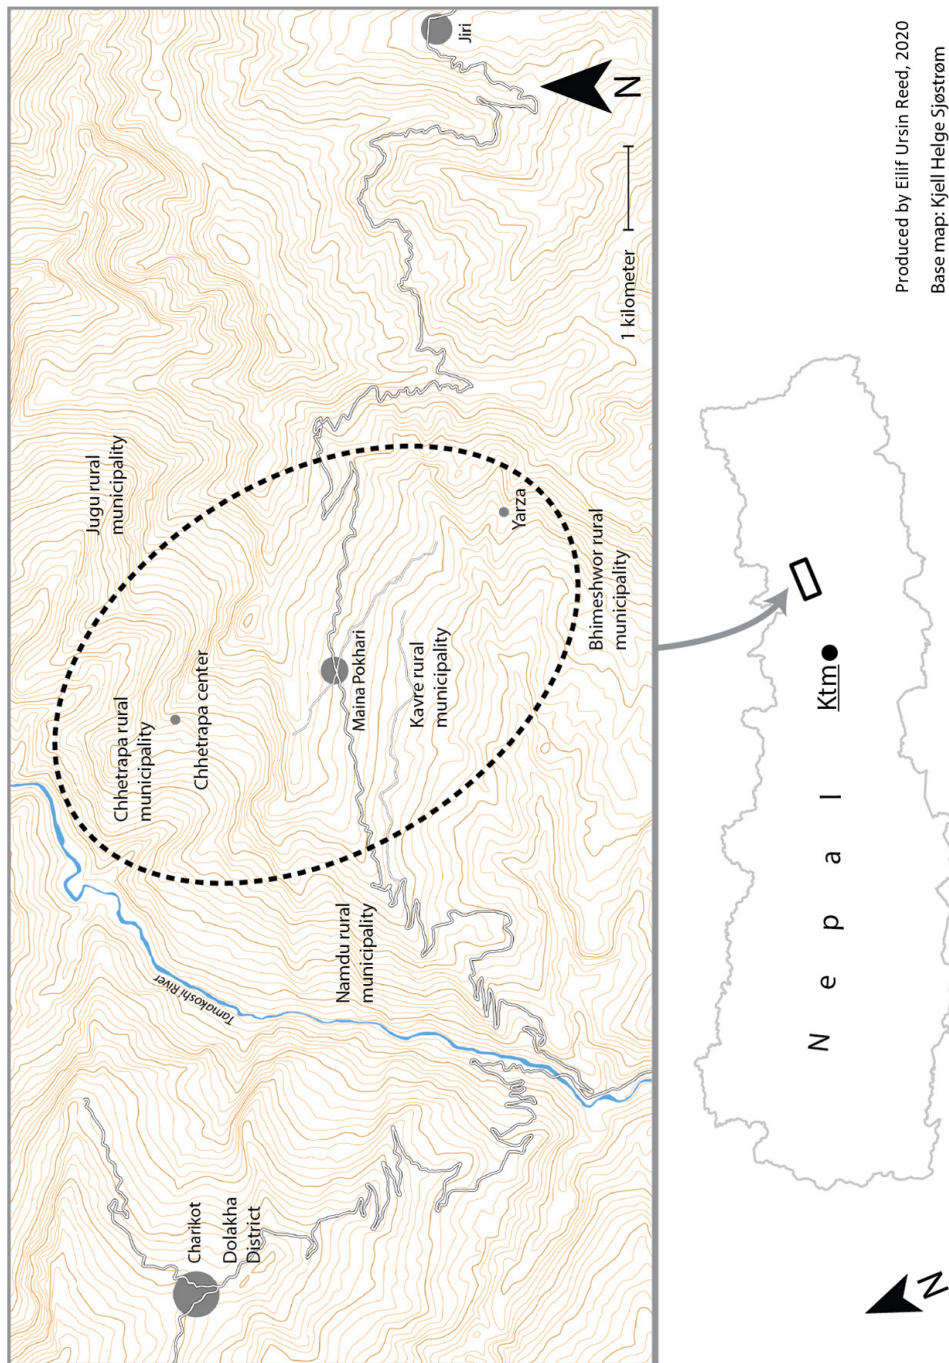 Jiri
N
1 kilometer
Jugu rural
municipality
Yarza
Bhimeshwor rural
municipality
Maina Pokhari
Kavre rural
municipality
Chhetrapa rural
municipality
Chhetrapa center
Namdu rural
municipality
Tamakoshi River
Charikot
Dolakha
District
Nepal
Ktm
N
Produced by Eilif Ursin Reed, 2020
Base map: Kjell Helge Sjøstrøm